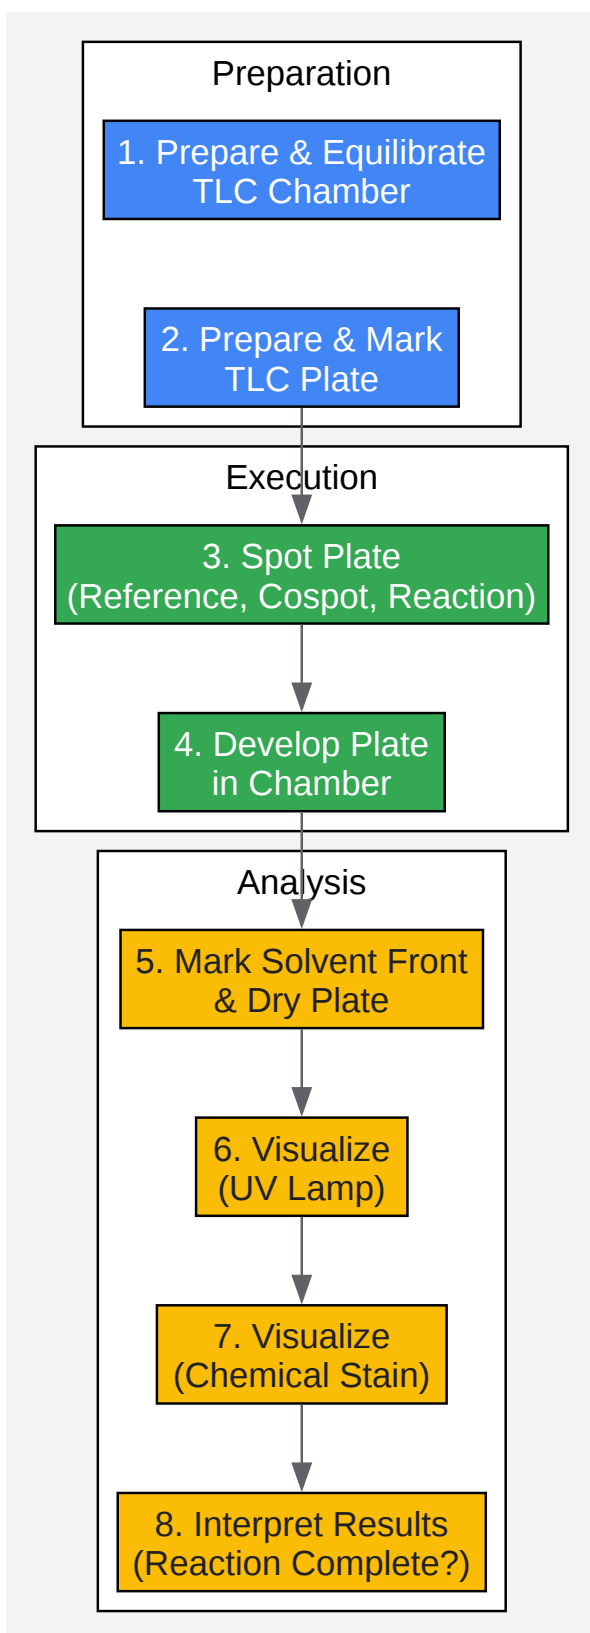 Preparation
1. Prepare & Equilibrate
TLC Chamber
2. Prepare & Mark
TLC Plate
Execution
3. Spot Plate
(Reference, Cospot, Reaction)
4. Develop Plate
in Chamber
Analysis
5. Mark Solvent Front
& Dry Plate
6. Visualize
(UV Lamp)
7. Visualize
(Chemical Stain)
8. Interpret Results
(Reaction Complete?)